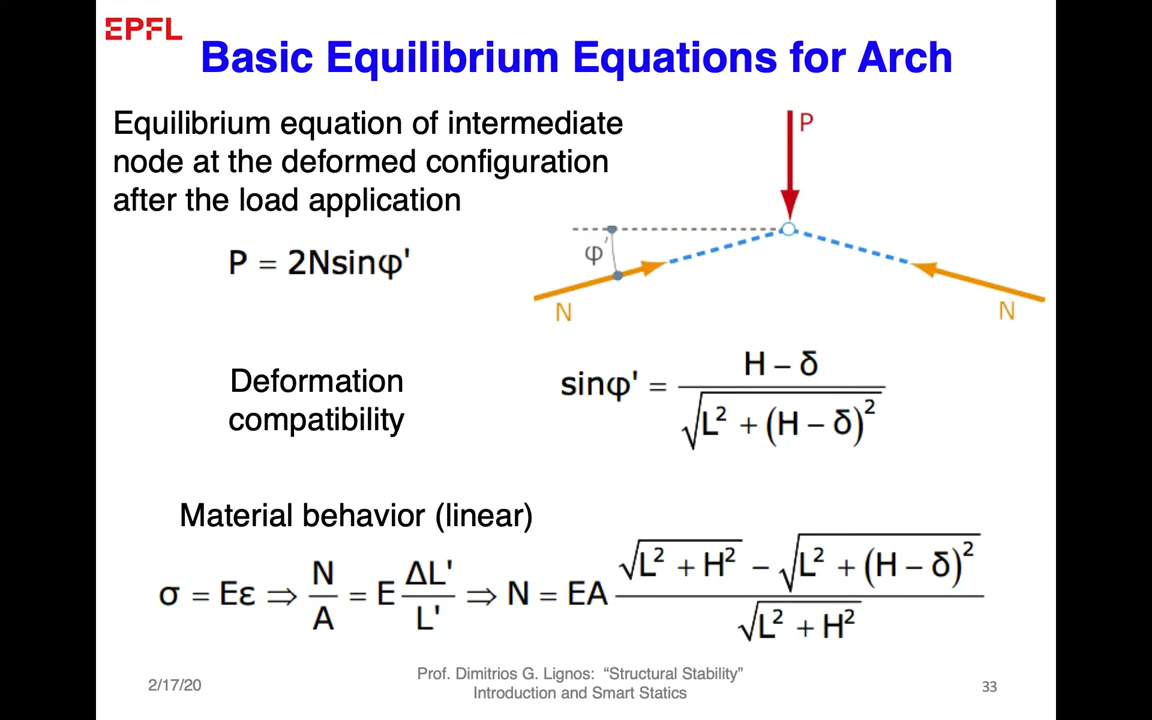 EPFL
Basic Equilibrium Equations for Arch
Equilibrium equation of intermediate
node at the deformed configuration
after the load application
P
P = 2Nsinφ'
φ'
N
N
Deformation
compatibility
sinφ' = (H − δ) / √(L² + (H − δ)²)
Material behavior (linear)
σ = Eε ⇒ N/A = E ΔL'/L' ⇒ N = EA (√(L² + H²) − √(L² + (H − δ)²)) / √(L² + H²)
2/17/20
Prof. Dimitrios G. Lignos: “Structural Stability”
Introduction and Smart Statics
33